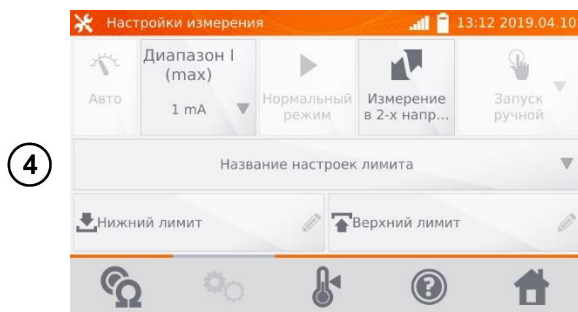 Настройки измерения
13:12 2019.04.10
Диапазон I
(max)
1 mA
Авто
Нормальный
режим
Измерение
в 2-х напр...
Запуск
ручной
4
Название настроек лимита
Нижний лимит
Верхний лимит